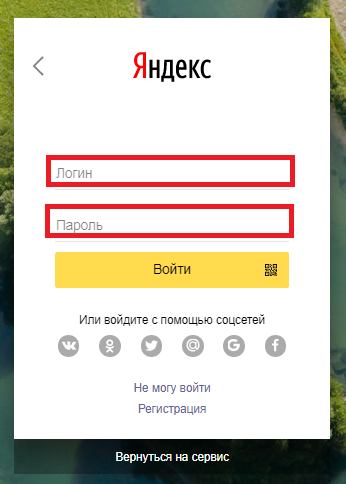 Яндекс
Логин
Пароль
Войти
Или войдите с помощью соцсетей
Не могу войти
Регистрация
Вернуться на сервис